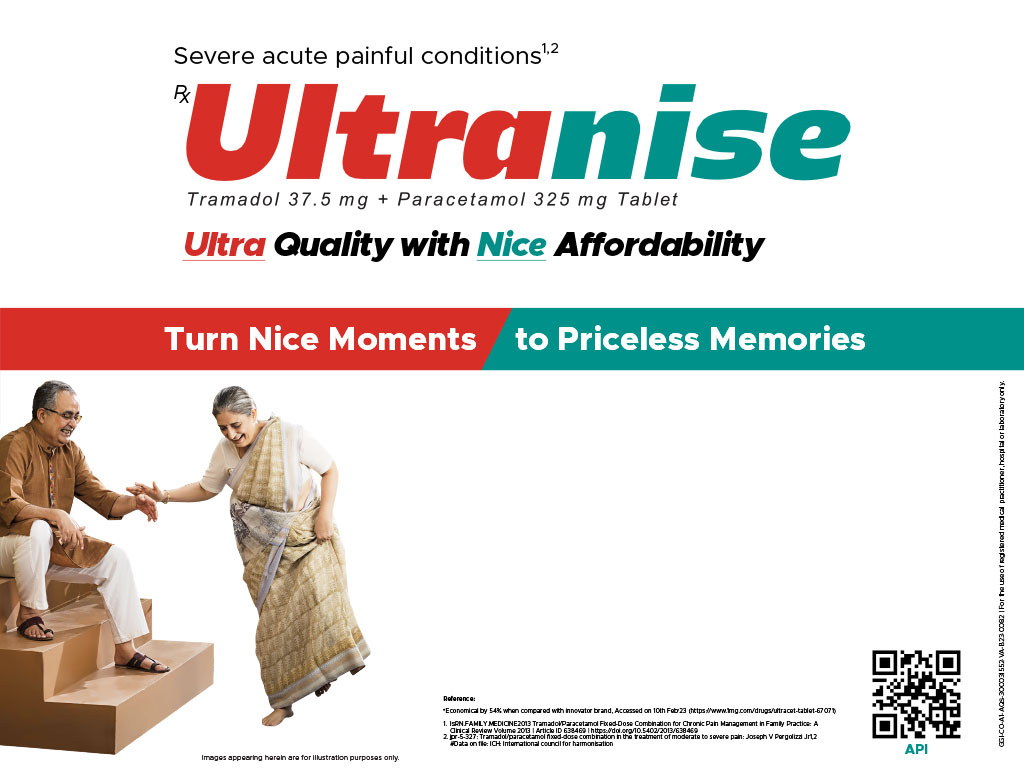 Severe acute painful conditions1,2
Rx Ultranise
Tramadol 37.5 mg + Paracetamol 325 mg Tablet
Ultra Quality with Nice Affordability
Turn Nice Moments to Priceless Memories
Reference:
*Economical by 54% when compared with innovator brand, Accessed on 10th Feb'23 (https://www.1mg.com/drugs/ultracet-tablet-67071)
1. ISRN.FAMILY.MEDICINE2013 Tramadol/Paracetamol Fixed-Dose Combination for Chronic Pain Management in Family Practice: A
Clinical Review Volume 2013 | Article ID 638469 | https://doi.org/10.5402/2013/638469
2. jpr-5-327: Tramadol/paracetamol fixed-dose combination in the treatment of moderate to severe pain: Joseph V Pergolizzi Jr1,2
#Data on file: ICH: International council for harmonisation
API
Images appearing herein are for illustration purposes only.
For the use of registered medical practitioner, hospital or laboratory only.